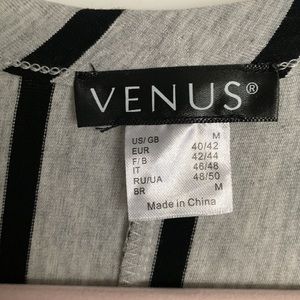 VENUS®
US/GB M
EUR 40/42
F/B 42/44
IT 46/48
RU/UA 48/50
BR M
Made in China